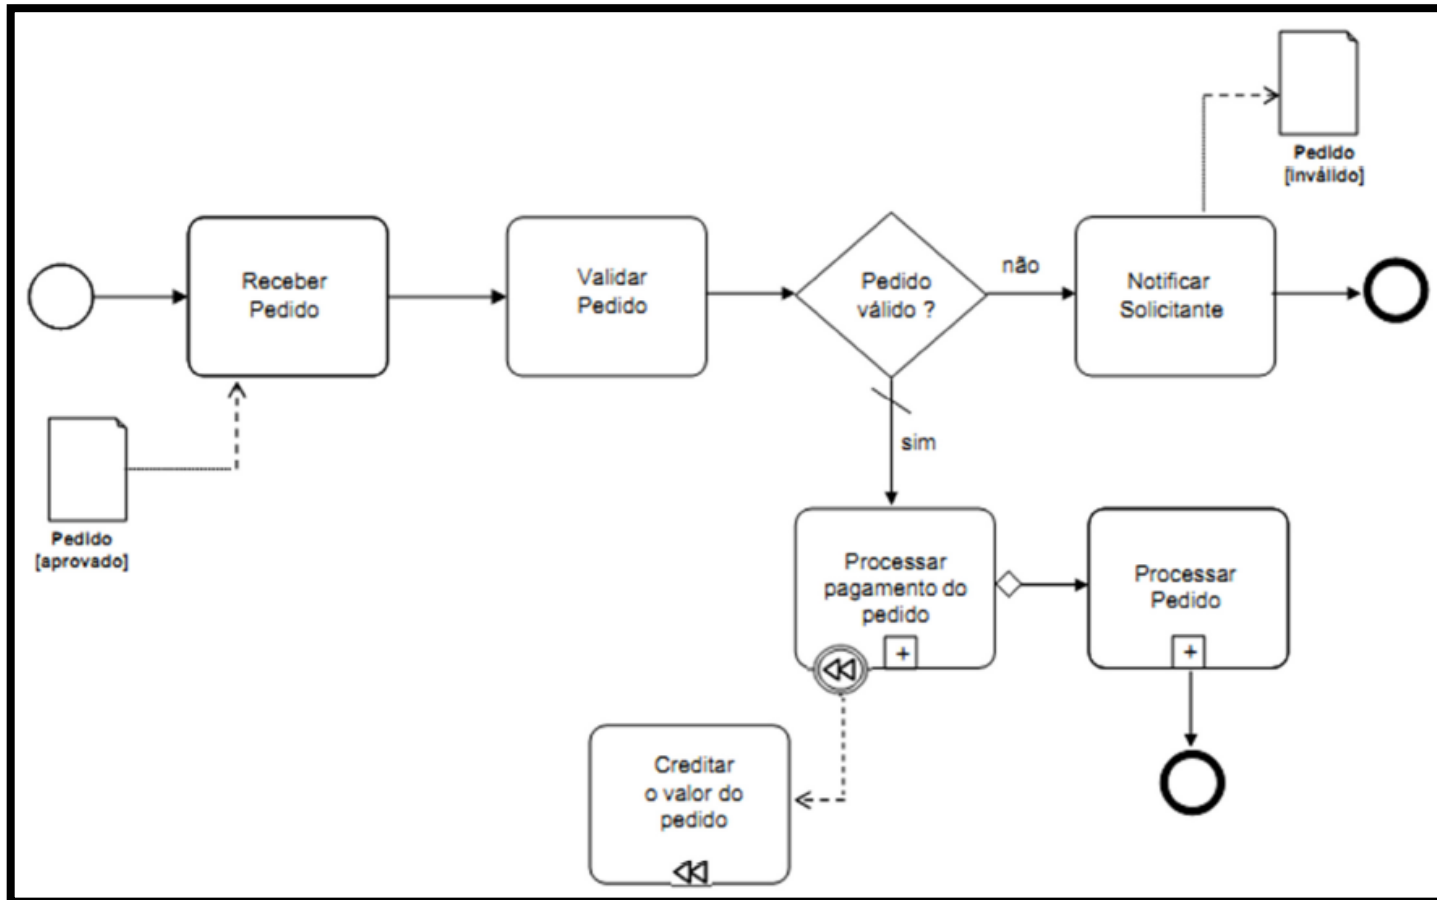 Pedido
[inválido]
Receber
Pedido
Validar
Pedido
Pedido
válido ?
não
Notificar
Solicitante
sim
Pedido
[aprovado]
Processar
pagamento do
pedido
+
Processar
Pedido
+
Creditar
o valor do
pedido